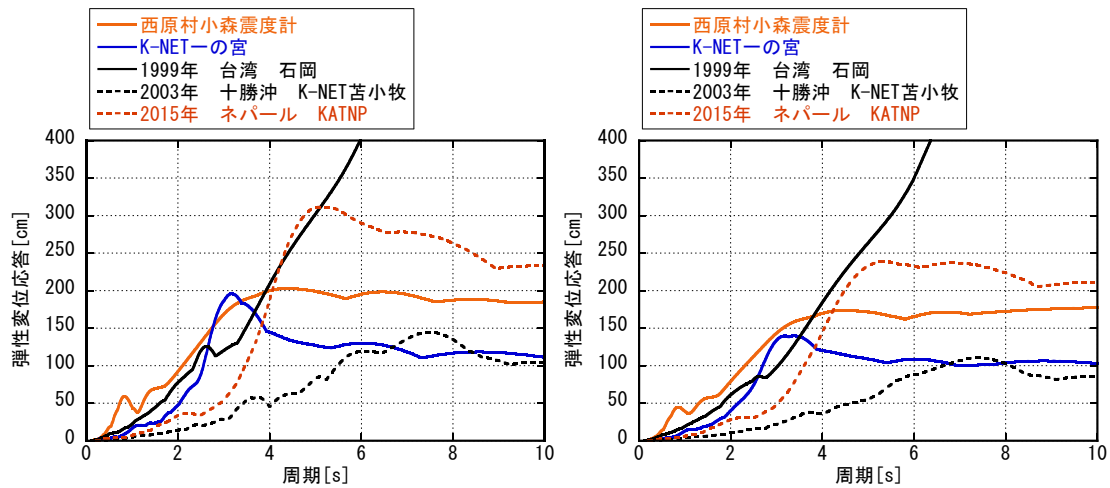 西原村小森震度計
K-NET一の宮
1999年　台湾　石岡
2003年　十勝沖　K-NET苫小牧
2015年　ネパール　KATNP
400
350
300
250
200
150
100
50
0
弾性変位応答[cm]
0 2 4 6 8 10
周期[s]
西原村小森震度計
K-NET一の宮
1999年　台湾　石岡
2003年　十勝沖　K-NET苫小牧
2015年　ネパール　KATNP
400
350
300
250
200
150
100
50
0
弾性変位応答[cm]
0 2 4 6 8 10
周期[s]